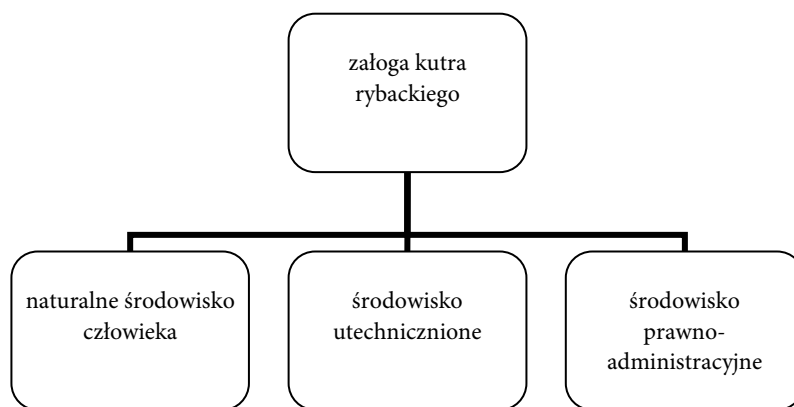 załoga kutra
rybackiego
naturalne środowisko
człowieka
środowisko
utechnicznione
środowisko
prawno-
administracyjne